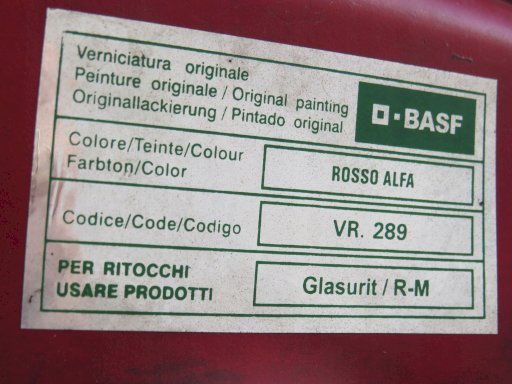 Verniciatura originale
Peinture originale / Original painting
Originallackierung / Pintado original
BASF
Colore/Teinte/Colour
Farbton/Color
ROSSO ALFA
Codice/Code/Codigo
VR. 289
PER RITOCCHI
USARE PRODOTTI
Glasurit / R-M